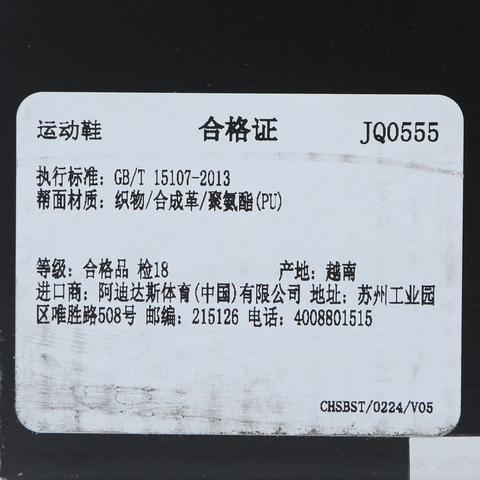 运动鞋 合格证 JQ0555
执行标准: GB/T 15107-2013
帮面材质: 织物/合成革/聚氨酯(PU)
等级: 合格品 检18 产地: 越南
进口商: 阿迪达斯体育(中国)有限公司 地址: 苏州工业园
区唯胜路508号 邮编: 215126 电话: 4008801515
CHSBST/0224/V05